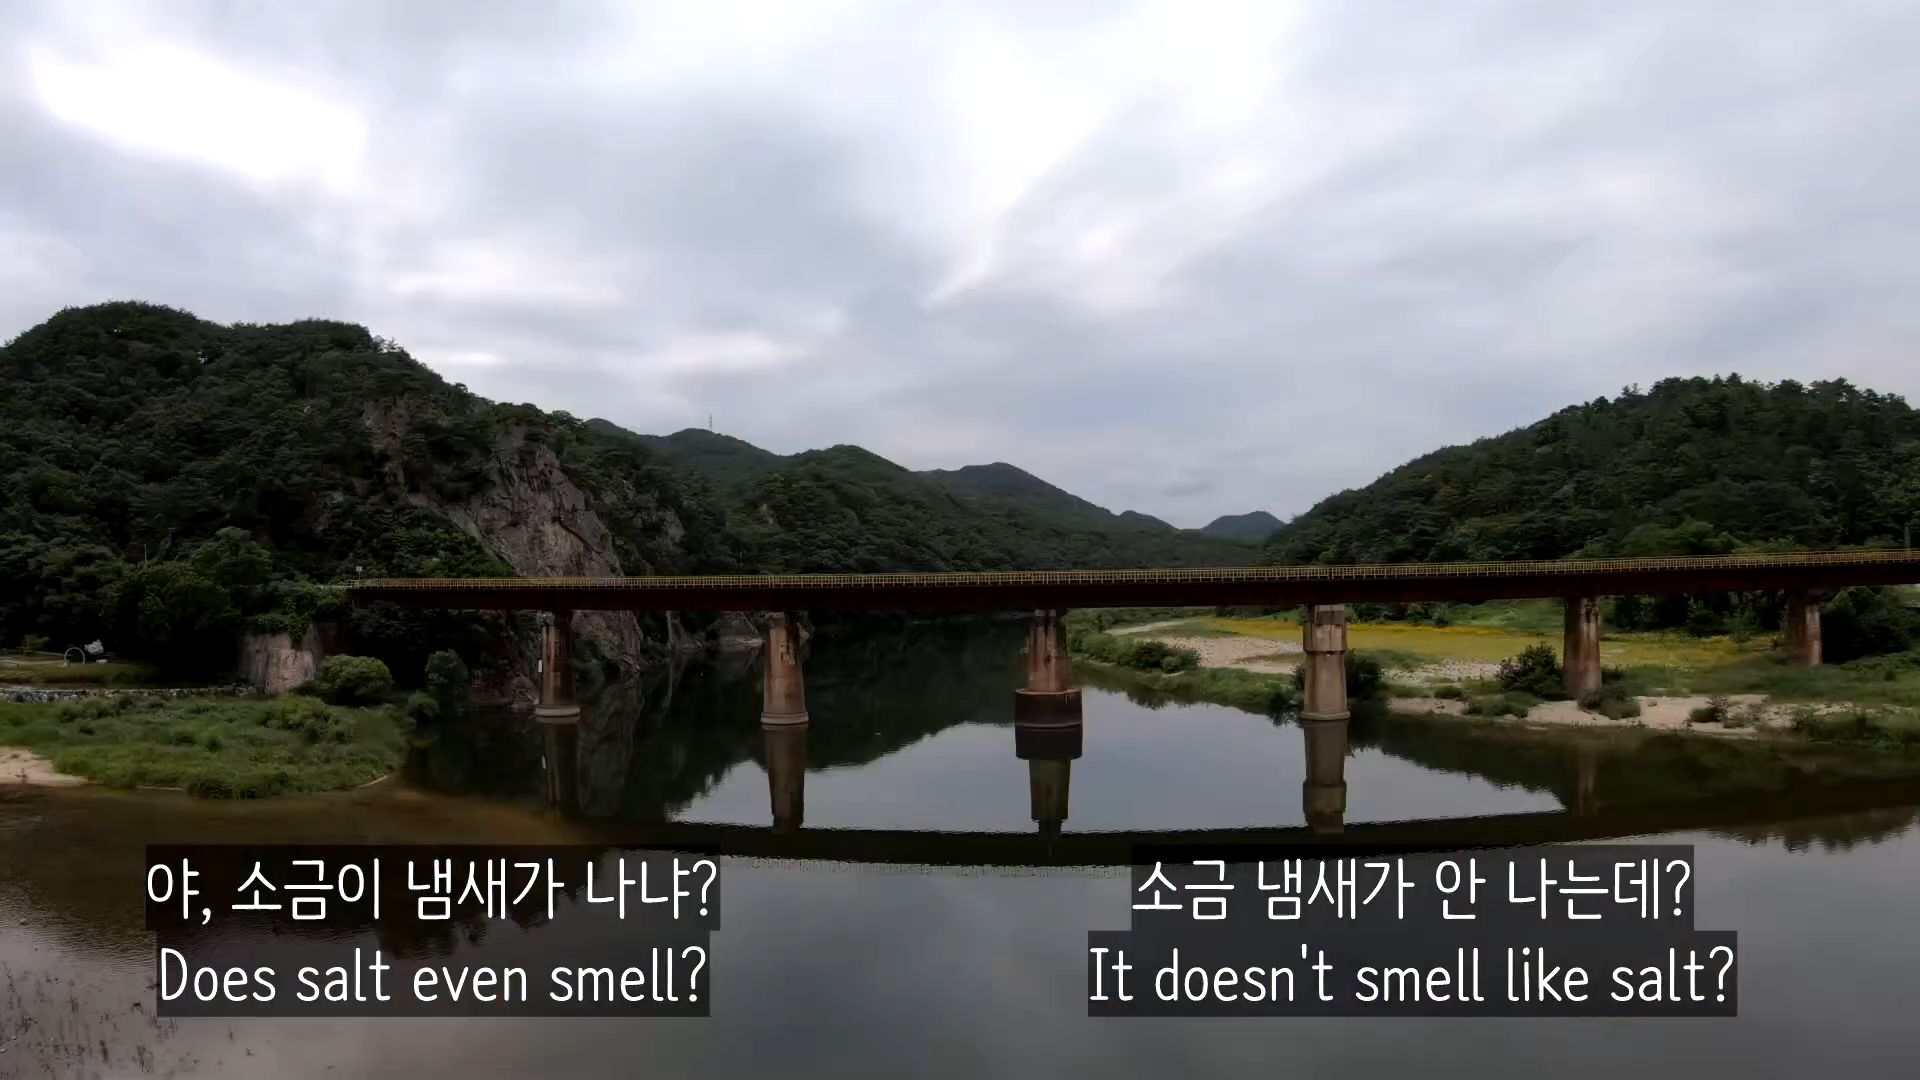 야, 소금이 냄새가 나냐?
Does salt even smell?
소금 냄새가 안 나는데?
It doesn't smell like salt?